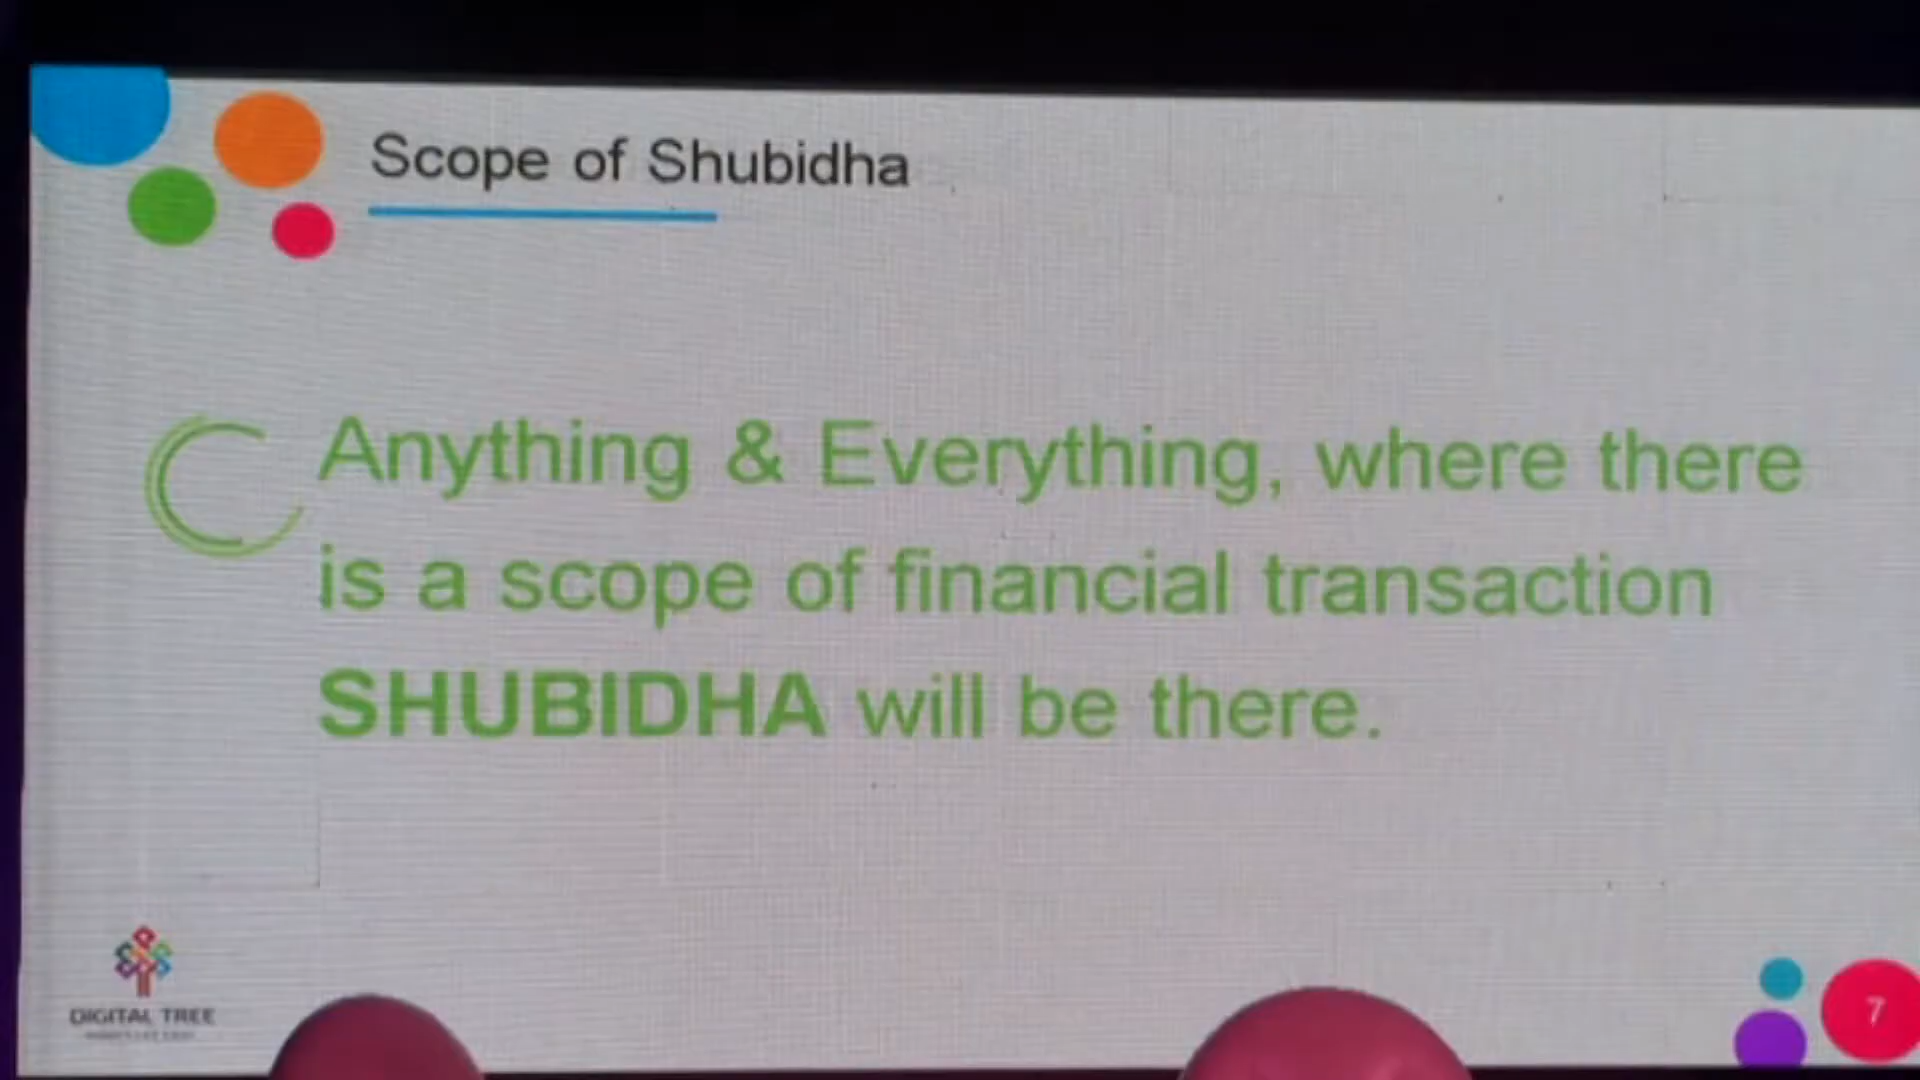 Scope of Shubidha
Anything & Everything, where there
is a scope of financial transaction
SHUBIDHA will be there.
DIGITAL TREE
7